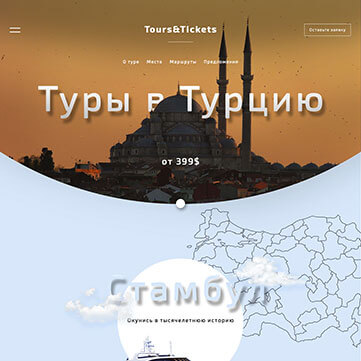 Tours&Tickets
Оставьте заявку
О туре Места Маршруты Предложения
Туры в Турцию
от 399$
Стамбул
Окунись в тысячелетнюю историю